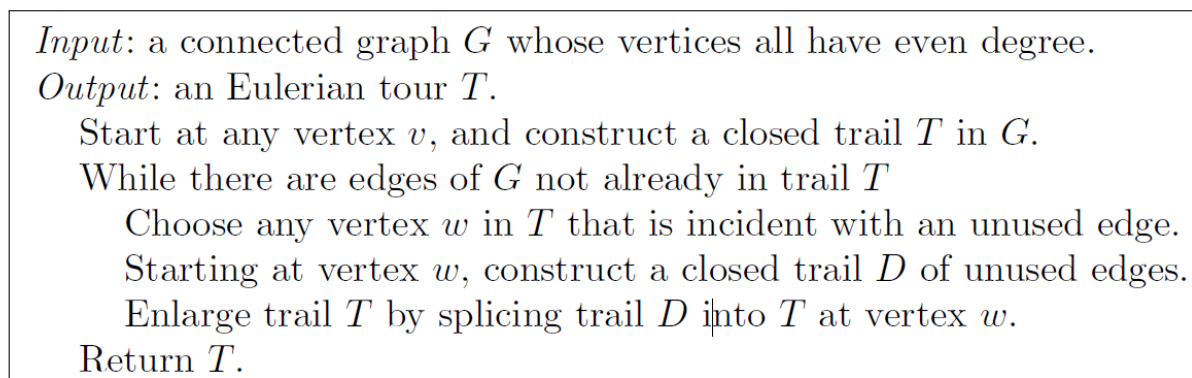 Input: a connected graph G whose vertices all have even degree.
Output: an Eulerian tour T.
Start at any vertex v, and construct a closed trail T in G.
While there are edges of G not already in trail T
Choose any vertex w in T that is incident with an unused edge.
Starting at vertex w, construct a closed trail D of unused edges.
Enlarge trail T by splicing trail D into T at vertex w.
Return T.